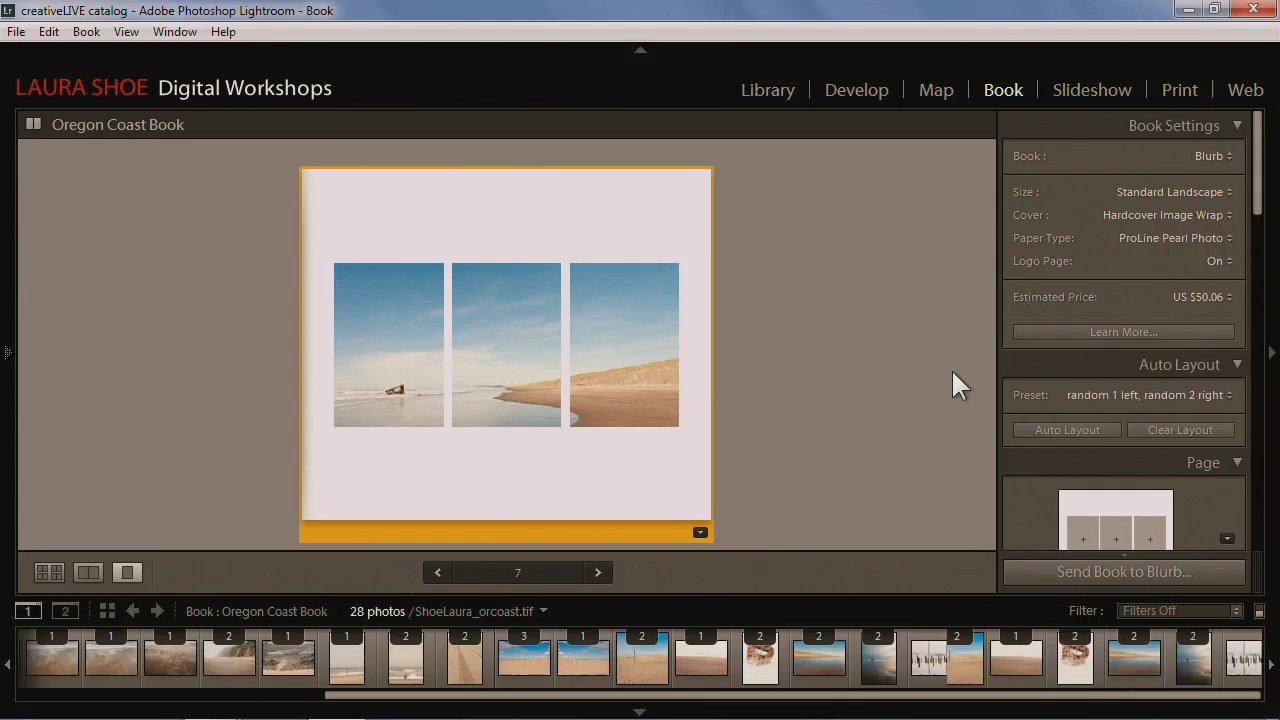 Lr creativeLIVE catalog - Adobe Photoshop Lightroom - Book
File Edit Book View Window Help
LAURA SHOE Digital Workshops
Library Develop Map Book Slideshow Print Web
Oregon Coast Book
Book Settings
Book : Blurb
Size : Standard Landscape
Cover : Hardcover Image Wrap
Paper Type: ProLine Pearl Photo
Logo Page: On
Estimated Price: US $50.06
Learn More...
Auto Layout
Preset: random 1 left, random 2 right
Auto Layout Clear Layout
Page
7
Send Book to Blurb...
1 2 Book : Oregon Coast Book 28 photos /ShoeLaura_orcoast.tif Filter : Filters Off
1 1 1 2 1 1 2 2 3 1 2 1 2 2 2 2 1 2 2 2